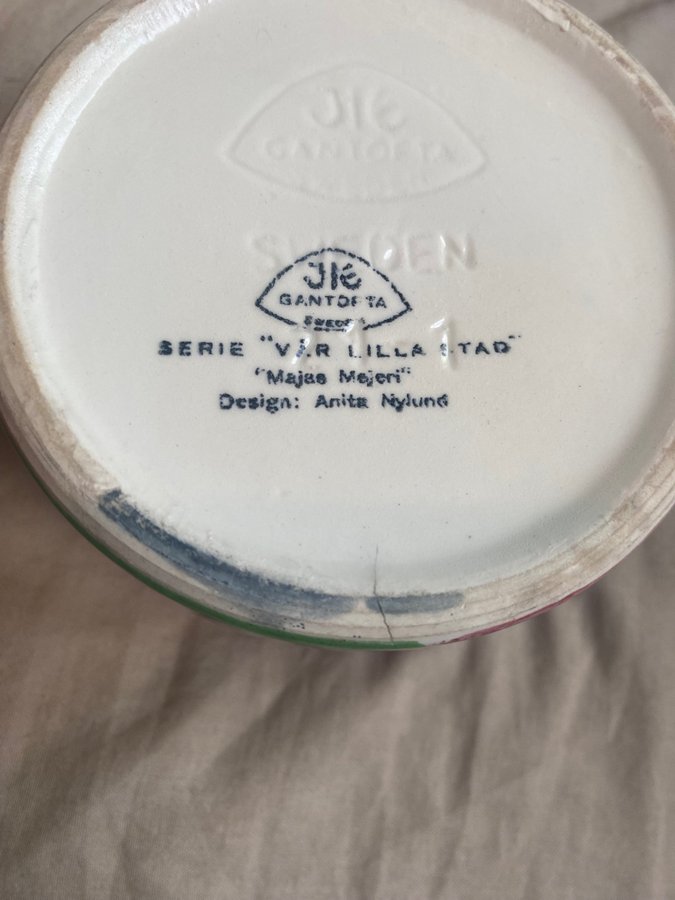 JIE
GANTOFTA
SWEDEN
JIE
GANTOFTA
SWEDEN
SERIE "VÅR LILLA STAD"
"Majas Mejeri"
Design: Anita Nylund